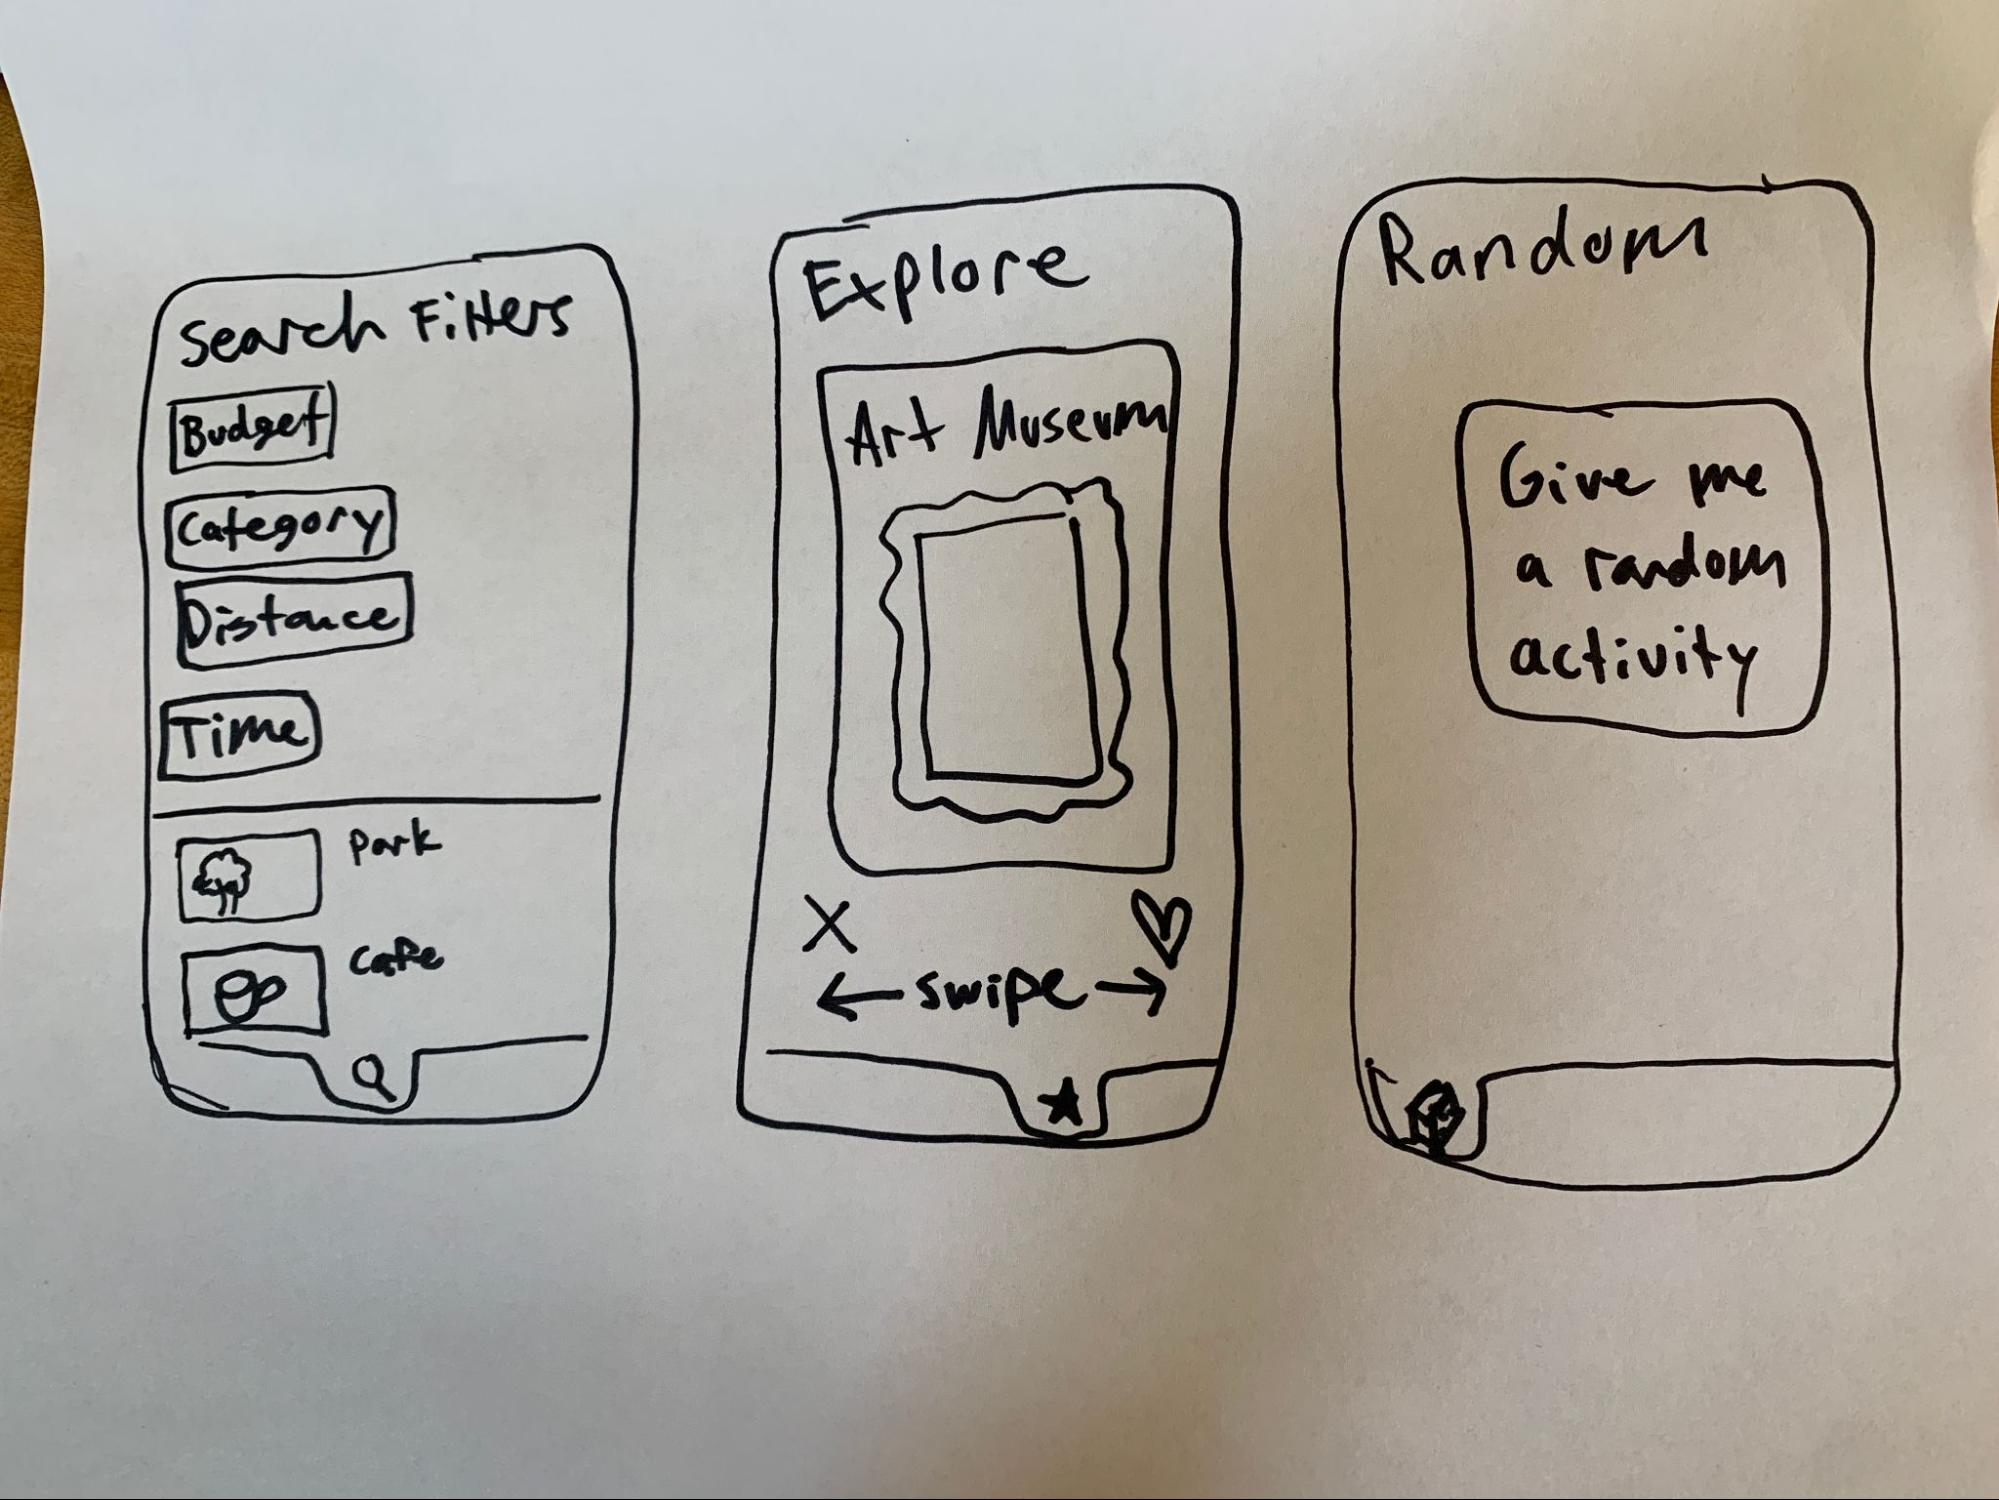 Search Filters
Budget
Category
Distance
Time
Park
Cafe
Explore
Art Museum
X
swipe
Random
Give me
a random
activity